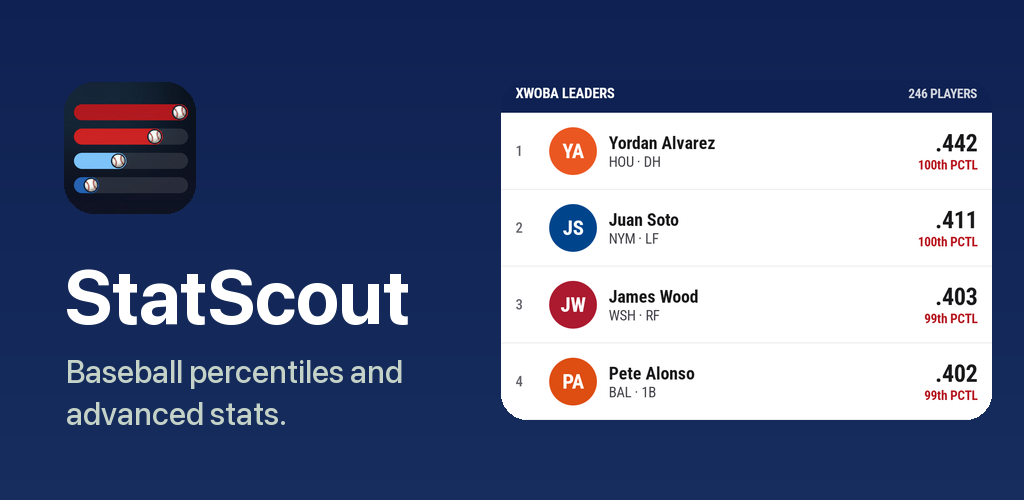 StatScout
Baseball percentiles and
advanced stats.
XWOBA LEADERS 246 PLAYERS
1 YA Yordan Alvarez .442
HOU · DH 100th PCTL
2 JS Juan Soto .411
NYM · LF 100th PCTL
3 JW James Wood .403
WSH · RF 99th PCTL
4 PA Pete Alonso .402
BAL · 1B 99th PCTL